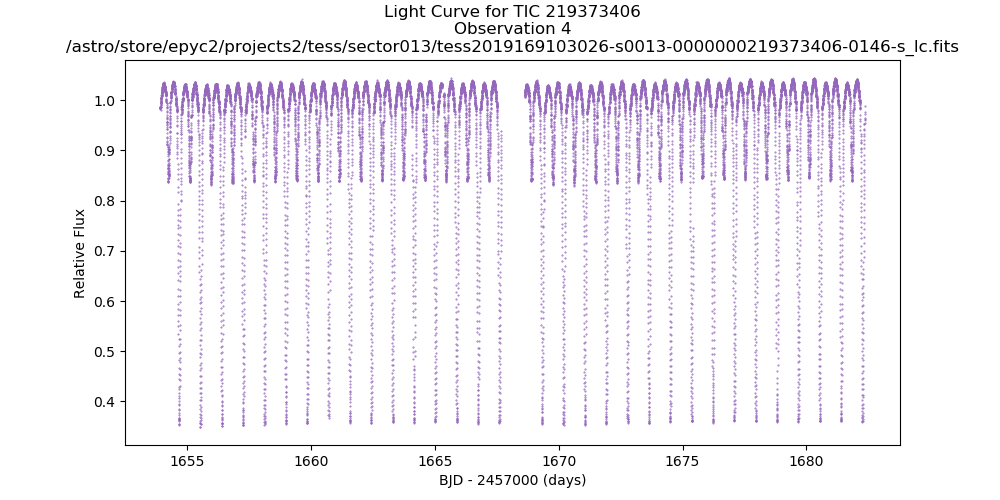 Light Curve for TIC 219373406
Observation 4
/astro/store/epyc2/projects2/tess/sector013/tess2019169103026-s0013-0000000219373406-0146-s_lc.fits
1.0
0.9
0.8
0.7
0.6
0.5
0.4
Relative Flux
1655
1660
1665
1670
1675
1680
BJD - 2457000 (days)